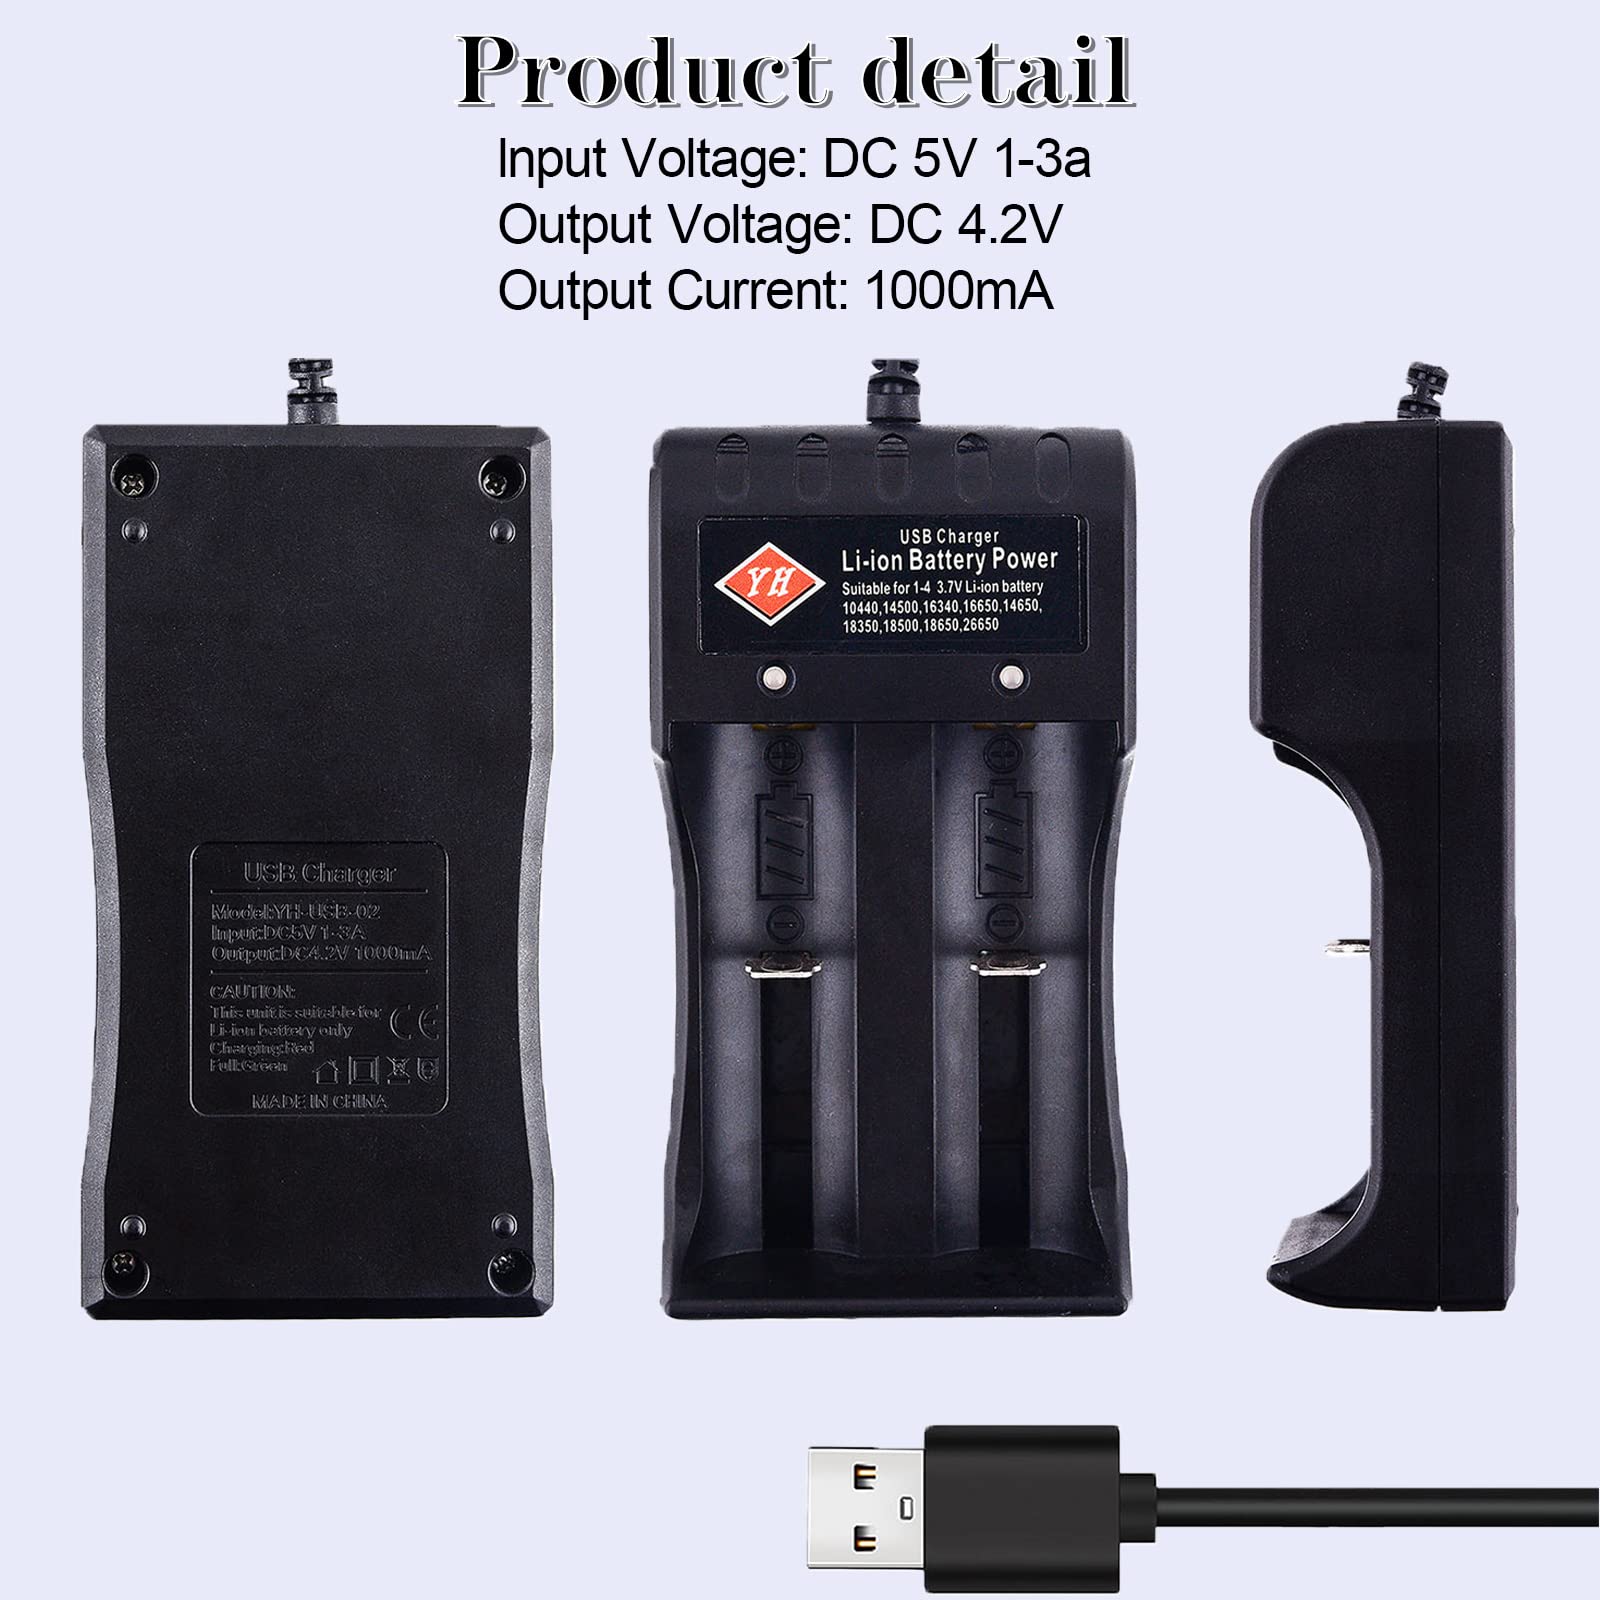 Product detail
Input Voltage: DC 5V 1-3a
Output Voltage: DC 4.2V
Output Current: 1000mA
USB Charger
Model:YH-USB-02
Input:DC5V 1-3A
Output:DC4.2V 1000mA
CAUTION:
This unit is suitable for
Li-ion battery only
Charging:Red
Full:Green
CE
MADE IN CHINA
YH
USB Charger
Li-ion Battery Power
Suitable for 1-4 3.7V Li-ion battery
10440,14500,16340,16650,14650,
18350,18500,18650,26650